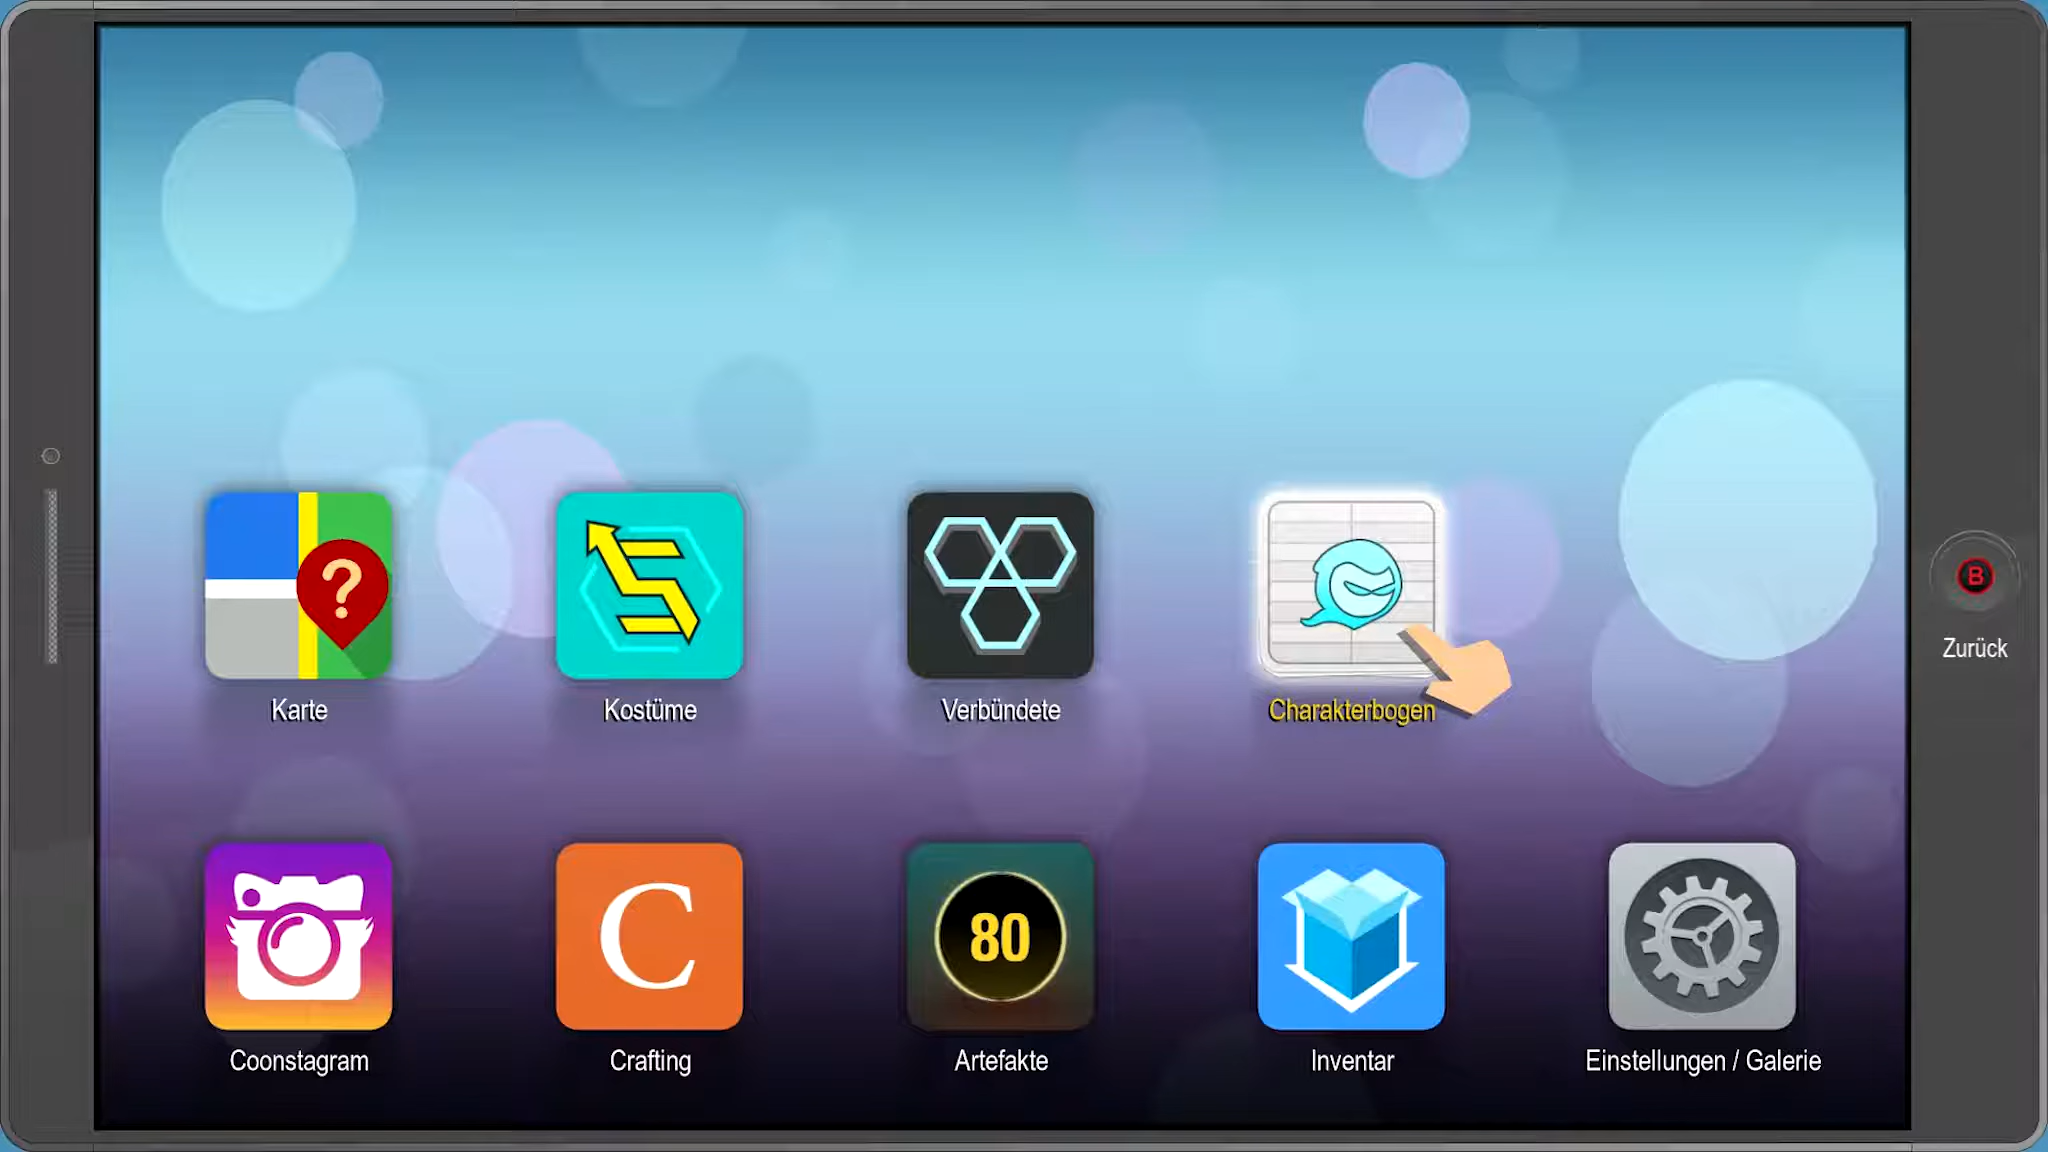 ?
Karte
Kostüme
Verbündete
Charakterbogen
B
Zurück
C
80
Coonstagram
Crafting
Artefakte
Inventar
Einstellungen / Galerie